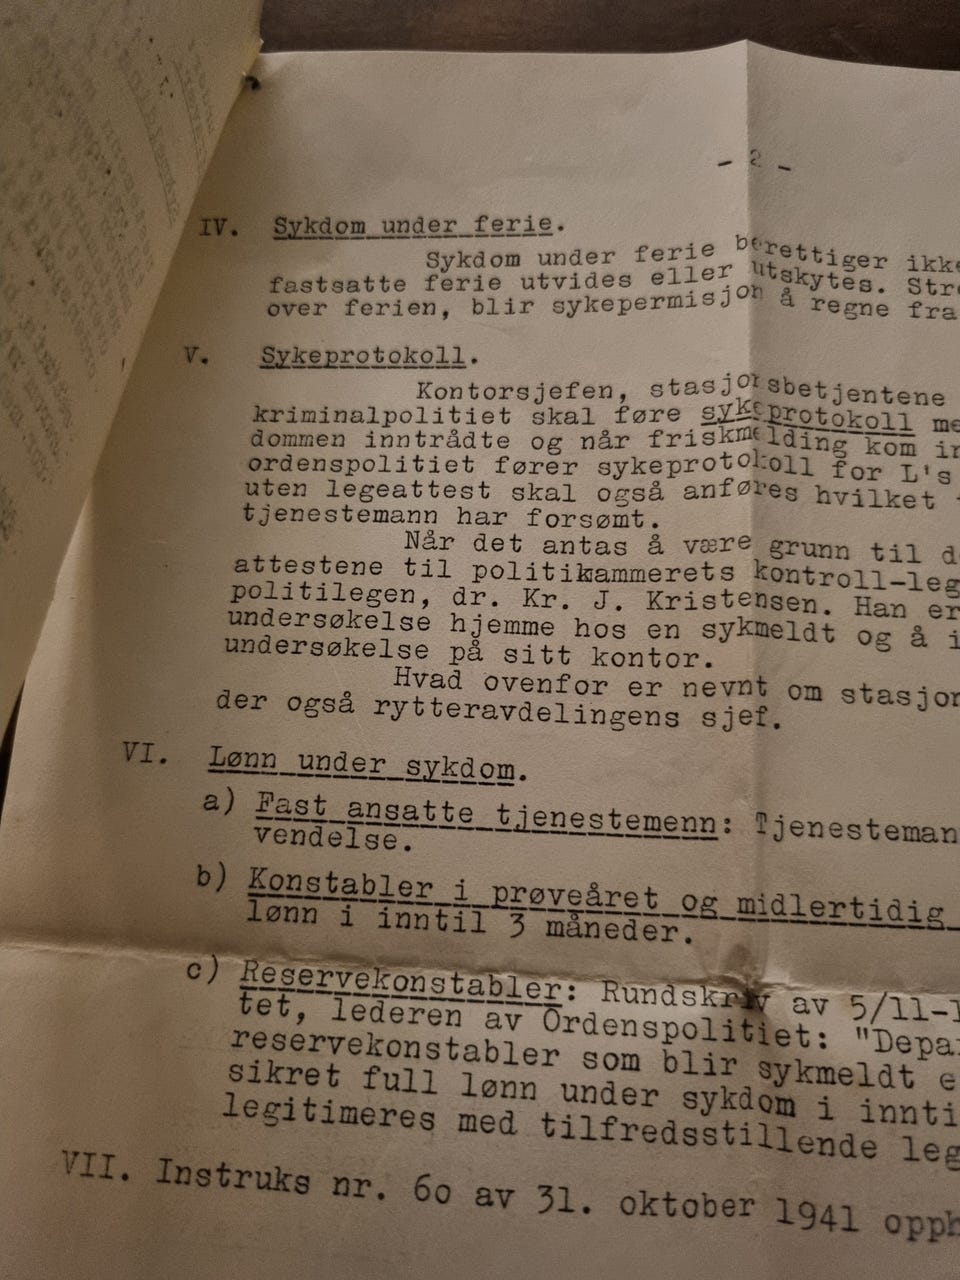 - 2 -
IV. Sykdom under ferie.
Sykdom under ferie berettiger ikke
fastsatte ferie utvides eller utskytes. Stre
over ferien, blir sykepermisjon å regne fra
V. Sykeprotokoll.
Kontorsjefen, stasjonsbetjentene
kriminalpolitiet skal føre sykeprotokoll me
dommen inntrådte og når friskmelding kom in
ordenspolitiet fører sykeprotokoll for L's
uten legeattest skal også anføres hvilket
tjenestemann har forsømt.
Når det antas å være grunn til d
attestene til politikammerets kontroll-leg
politilegen, dr. Kr. J. Kristensen. Han er
undersøkelse hjemme hos en sykmeldt og å i
undersøkelse på sitt kontor.
Hvad ovenfor er nevnt om stasjon
der også rytteravdelingens sjef.
VI. Lønn under sykdom.
a) Fast ansatte tjenestemenn: Tjenesteman
vendelse.
b) Konstabler i prøveåret og midlertidig
lønn i inntil 3 måneder.
c) Reservekonstabler: Rundskriv av 5/11-1
tet, lederen av Ordenspolitiet: "Depa
reservekonstabler som blir sykmeldt e
sikret full lønn under sykdom i innti
legitimeres med tilfredsstillende leg
VII. Instruks nr. 60 av 31. oktober 1941 opph